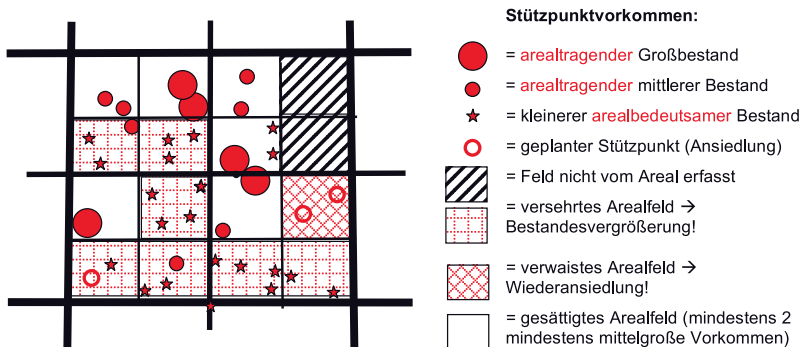 Stützpunktvorkommen:
= arealtragender Großbestand
= arealtragender mittlerer Bestand
= kleinerer arealbedeutsamer Bestand
= geplanter Stützpunkt (Ansiedlung)
= Feld nicht vom Areal erfasst
= versehrtes Arealfeld →
Bestandesvergrößerung!
= verwaistes Arealfeld →
Wiederansiedlung!
= gesättigtes Arealfeld (mindestens 2
mindestens mittelgroße Vorkommen)